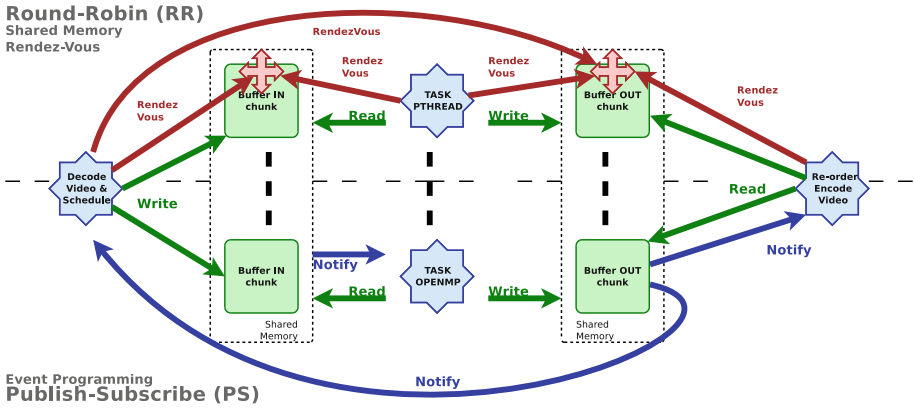 Round-Robin (RR)
Shared Memory
Rendez-Vous
RendezVous
Rendez
Vous
Rendez
Vous
Rendez
Vous
Rendez
Vous
Buffer IN
chunk
TASK
PTHREAD
Buffer OUT
chunk
Read
Write
Decode
Video &
Schedule
Write
Re-order
Encode
Video
Read
Notify
Buffer IN
chunk
Notify
TASK
OPENMP
Buffer OUT
chunk
Read
Write
Shared
Memory
Shared
Memory
Notify
Event Programming
Publish-Subscribe (PS)